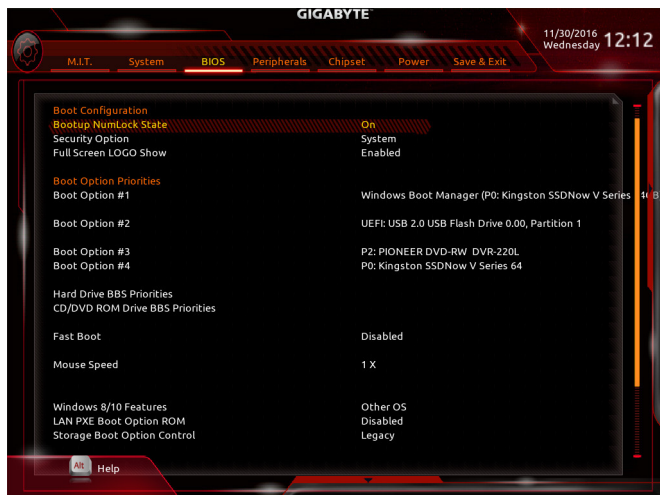 GIGABYTE™
11/30/2016
Wednesday 12:12
M.I.T. System BIOS Peripherals Chipset Power Save & Exit
Boot Configuration
Bootup NumLock State On
Security Option System
Full Screen LOGO Show Enabled
Boot Option Priorities
Boot Option #1 Windows Boot Manager (P0: Kingston SSDNow V Series
Boot Option #2 UEFI: USB 2.0 USB Flash Drive 0.00, Partition 1
Boot Option #3 P2: PIONEER DVD-RW DVR-220L
Boot Option #4 P0: Kingston SSDNow V Series 64
Hard Drive BBS Priorities
CD/DVD ROM Drive BBS Priorities
Fast Boot Disabled
Mouse Speed 1 X
Windows 8/10 Features Other OS
LAN PXE Boot Option ROM Disabled
Storage Boot Option Control Legacy
Alt Help